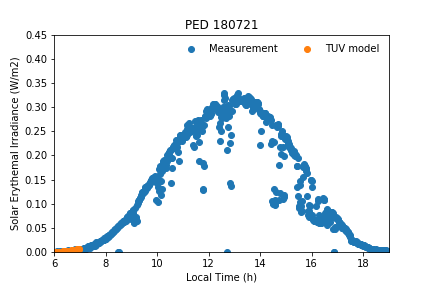 PED 180721
Solar Erythemal Irradiance (W/m2)
0.45
0.40
0.35
0.30
0.25
0.20
0.15
0.10
0.05
0.00
Measurement
TUV model
6 8 10 12 14 16 18
Local Time (h)